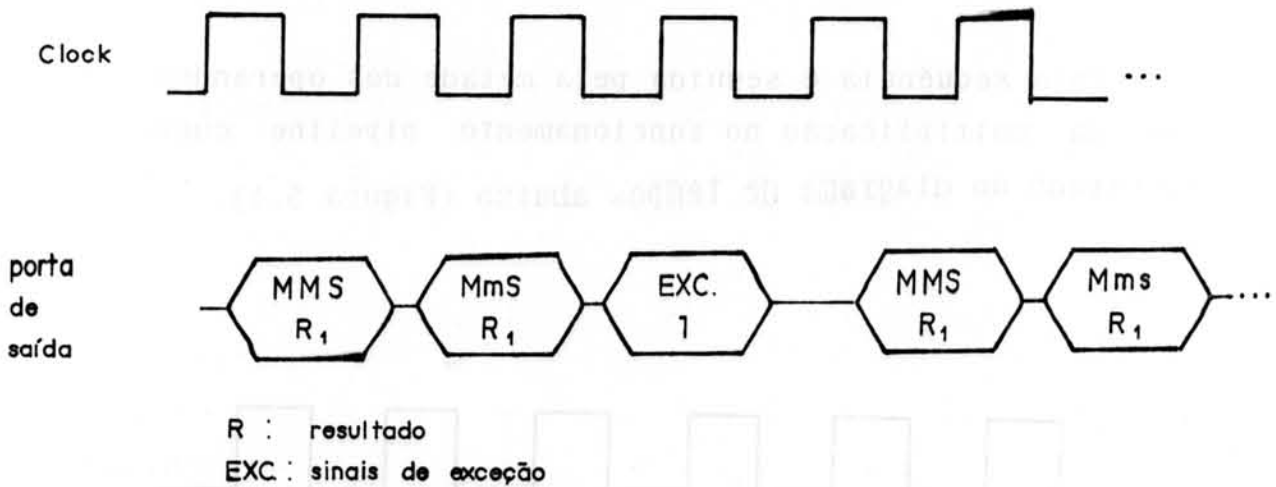 Clock
...
porta
de
saída
MMS
R₁
MmS
R₁
EXC.
1
MMS
R₁
Mms
R₁
....
R : resultado
EXC. : sinais de exceção